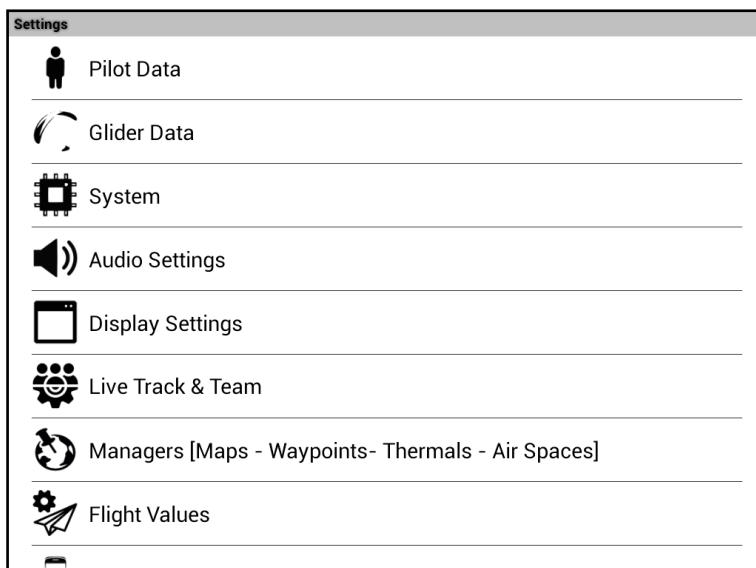 Settings
Pilot Data
Glider Data
System
Audio Settings
Display Settings
Live Track & Team
Managers [Maps - Waypoints- Thermals - Air Spaces]
Flight Values